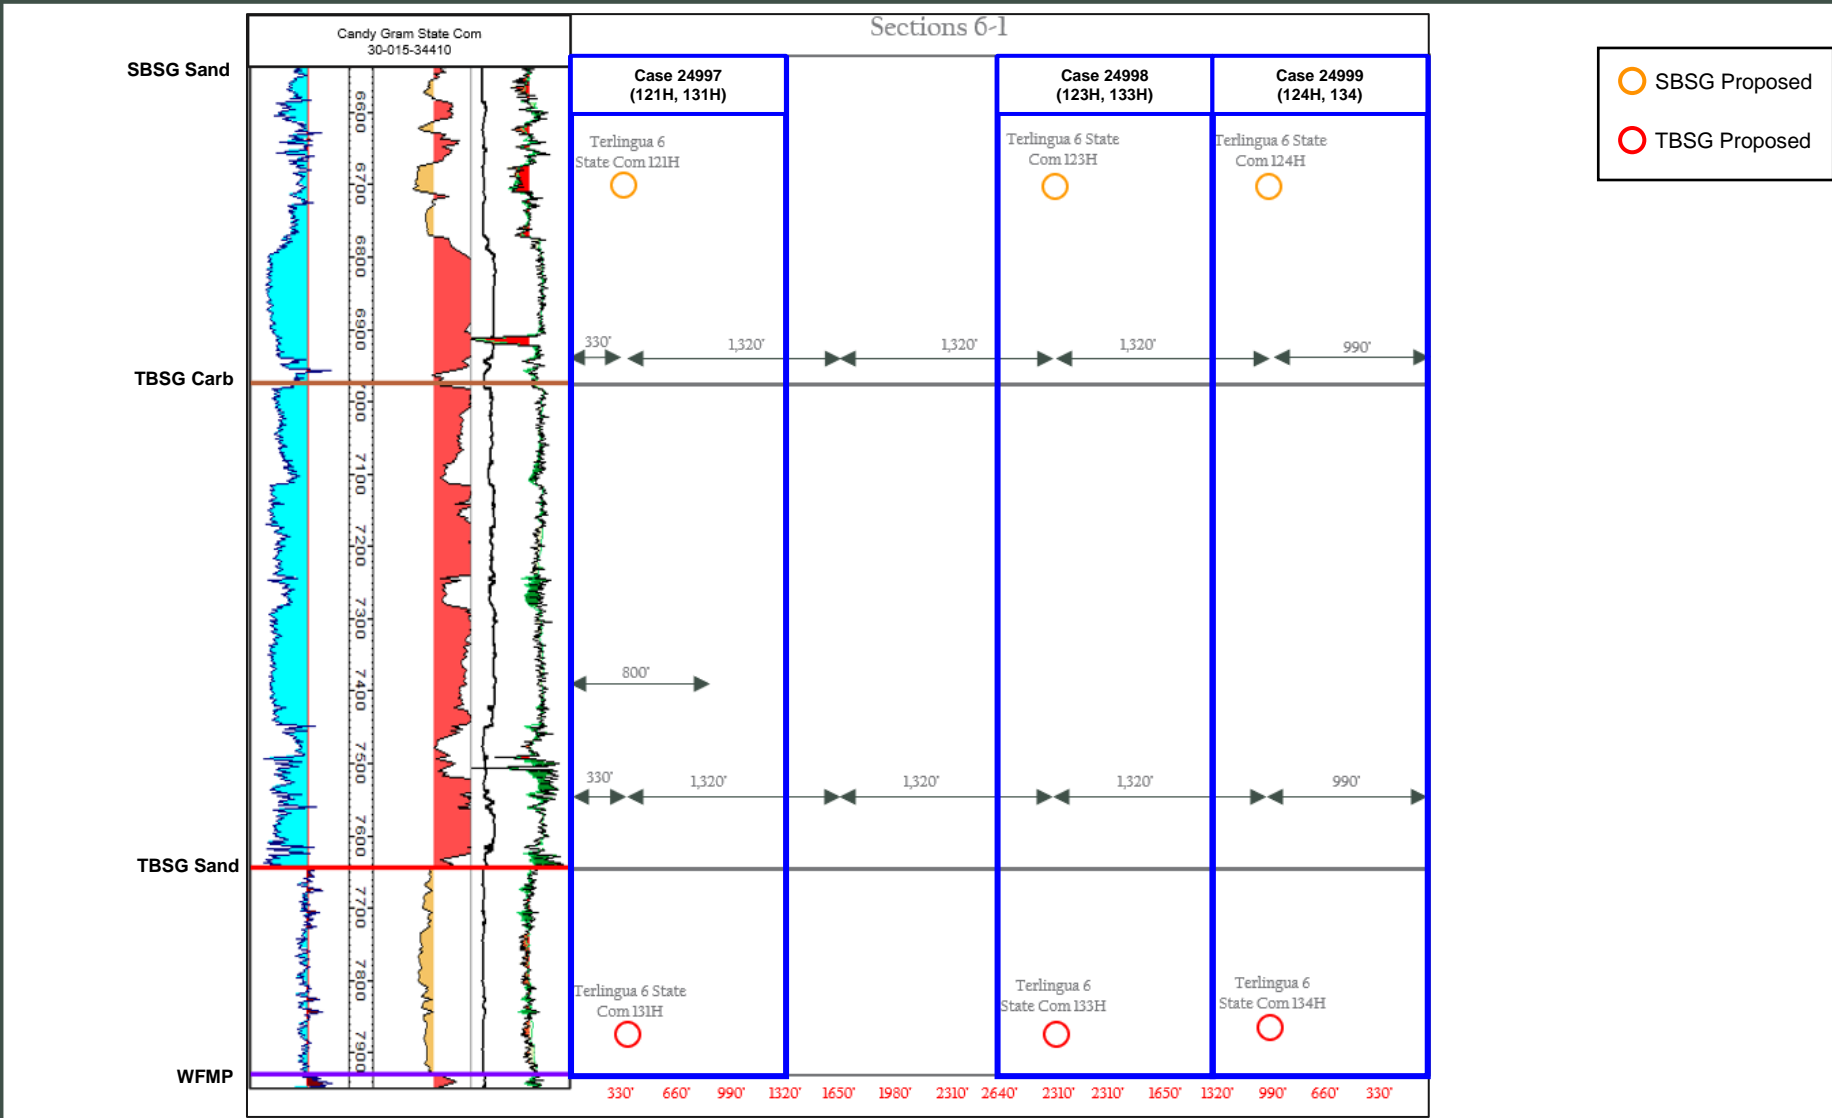 Sections 6-1
Candy Gram State Com
30-015-34410
SBSG Sand
TBSG Carb
TBSG Sand
WFMP
6600
6700
6800
6900
7000
7100
7200
7300
7400
7500
7600
7700
7800
7900
Case 24997
(121H, 131H)
Case 24998
(123H, 133H)
Case 24999
(124H, 134)
SBSG Proposed
TBSG Proposed
Terlingua 6
State Com 121H
Terlingua 6 State
Com 123H
Terlingua 6 State
Com 124H
330' 1,320' 1,320' 1,320' 990'
800'
330' 1,320' 1,320' 1,320' 990'
Terlingua 6 State
Com 131H
Terlingua 6
State Com 133H
Terlingua 6
State Com 134H
330' 660' 990' 1320' 1650' 1980' 2310' 2640' 2310' 2310' 1650' 1320' 990' 660' 330'